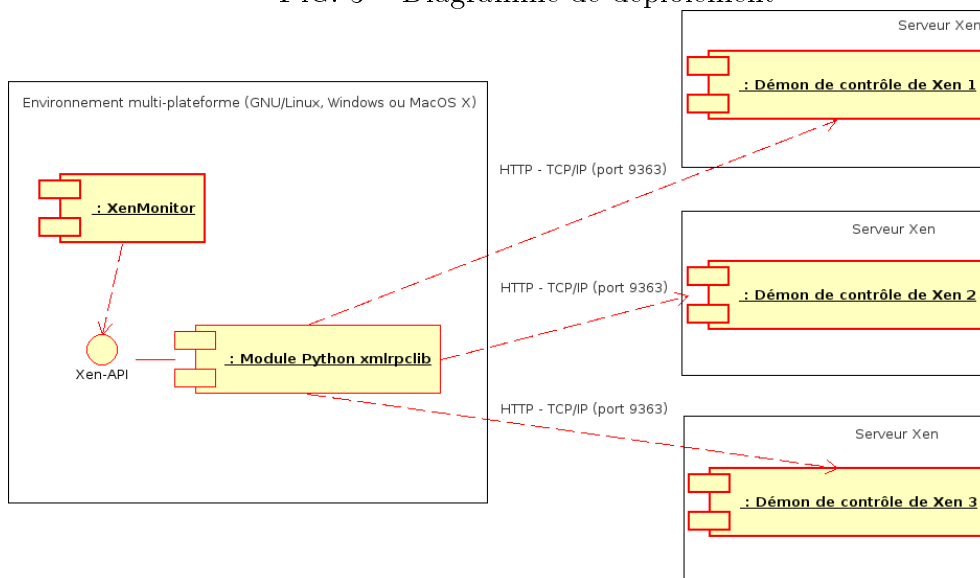 Diagramme de déploiement
Serveur Xen
: Démon de contrôle de Xen 1
Environnement multi-plateforme (GNU/Linux, Windows ou MacOS X)
HTTP - TCP/IP (port 9363)
: XenMonitor
Serveur Xen
HTTP - TCP/IP (port 9363)
: Démon de contrôle de Xen 2
: Module Python xmlrpclib
Xen-API
HTTP - TCP/IP (port 9363)
Serveur Xen
: Démon de contrôle de Xen 3